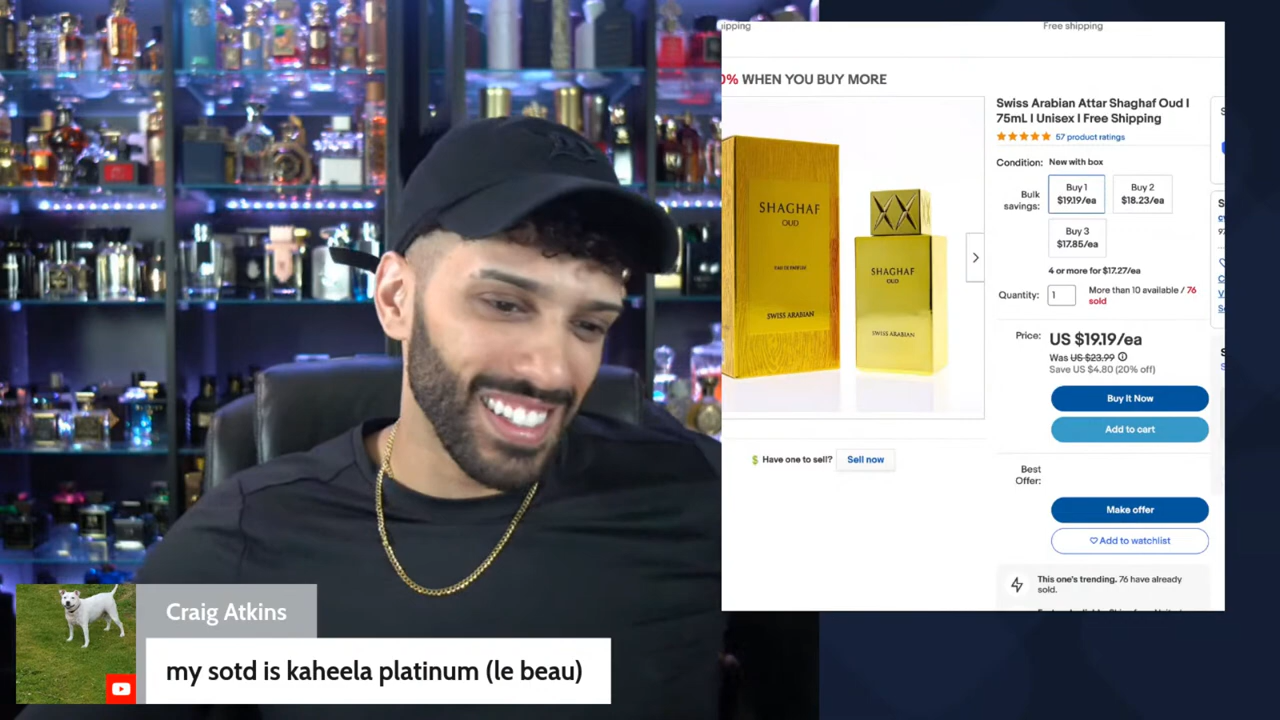 ipping
Free shipping
0% WHEN YOU BUY MORE
Swiss Arabian Attar Shaghaf Oud I
75mL I Unisex I Free Shipping
57 product ratings
Condition: New with box
Bulk savings:
Buy 1
$19.19/ea
Buy 2
$18.23/ea
Buy 3
$17.85/ea
4 or more for $17.27/ea
Quantity: 1
More than 10 available / 76
sold
Price: US $19.19/ea
Was US $23.99
Save US $4.80 (20% off)
Buy It Now
Add to cart
Best
Offer:
Make offer
Add to watchlist
This one's trending. 76 have already
sold.
SHAGHAF
OUD
EAU DE PARFUM
SWISS ARABIAN
SHAGHAF
OUD
SWISS ARABIAN
$ Have one to sell? Sell now
Craig Atkins
my sotd is kaheela platinum (le beau)